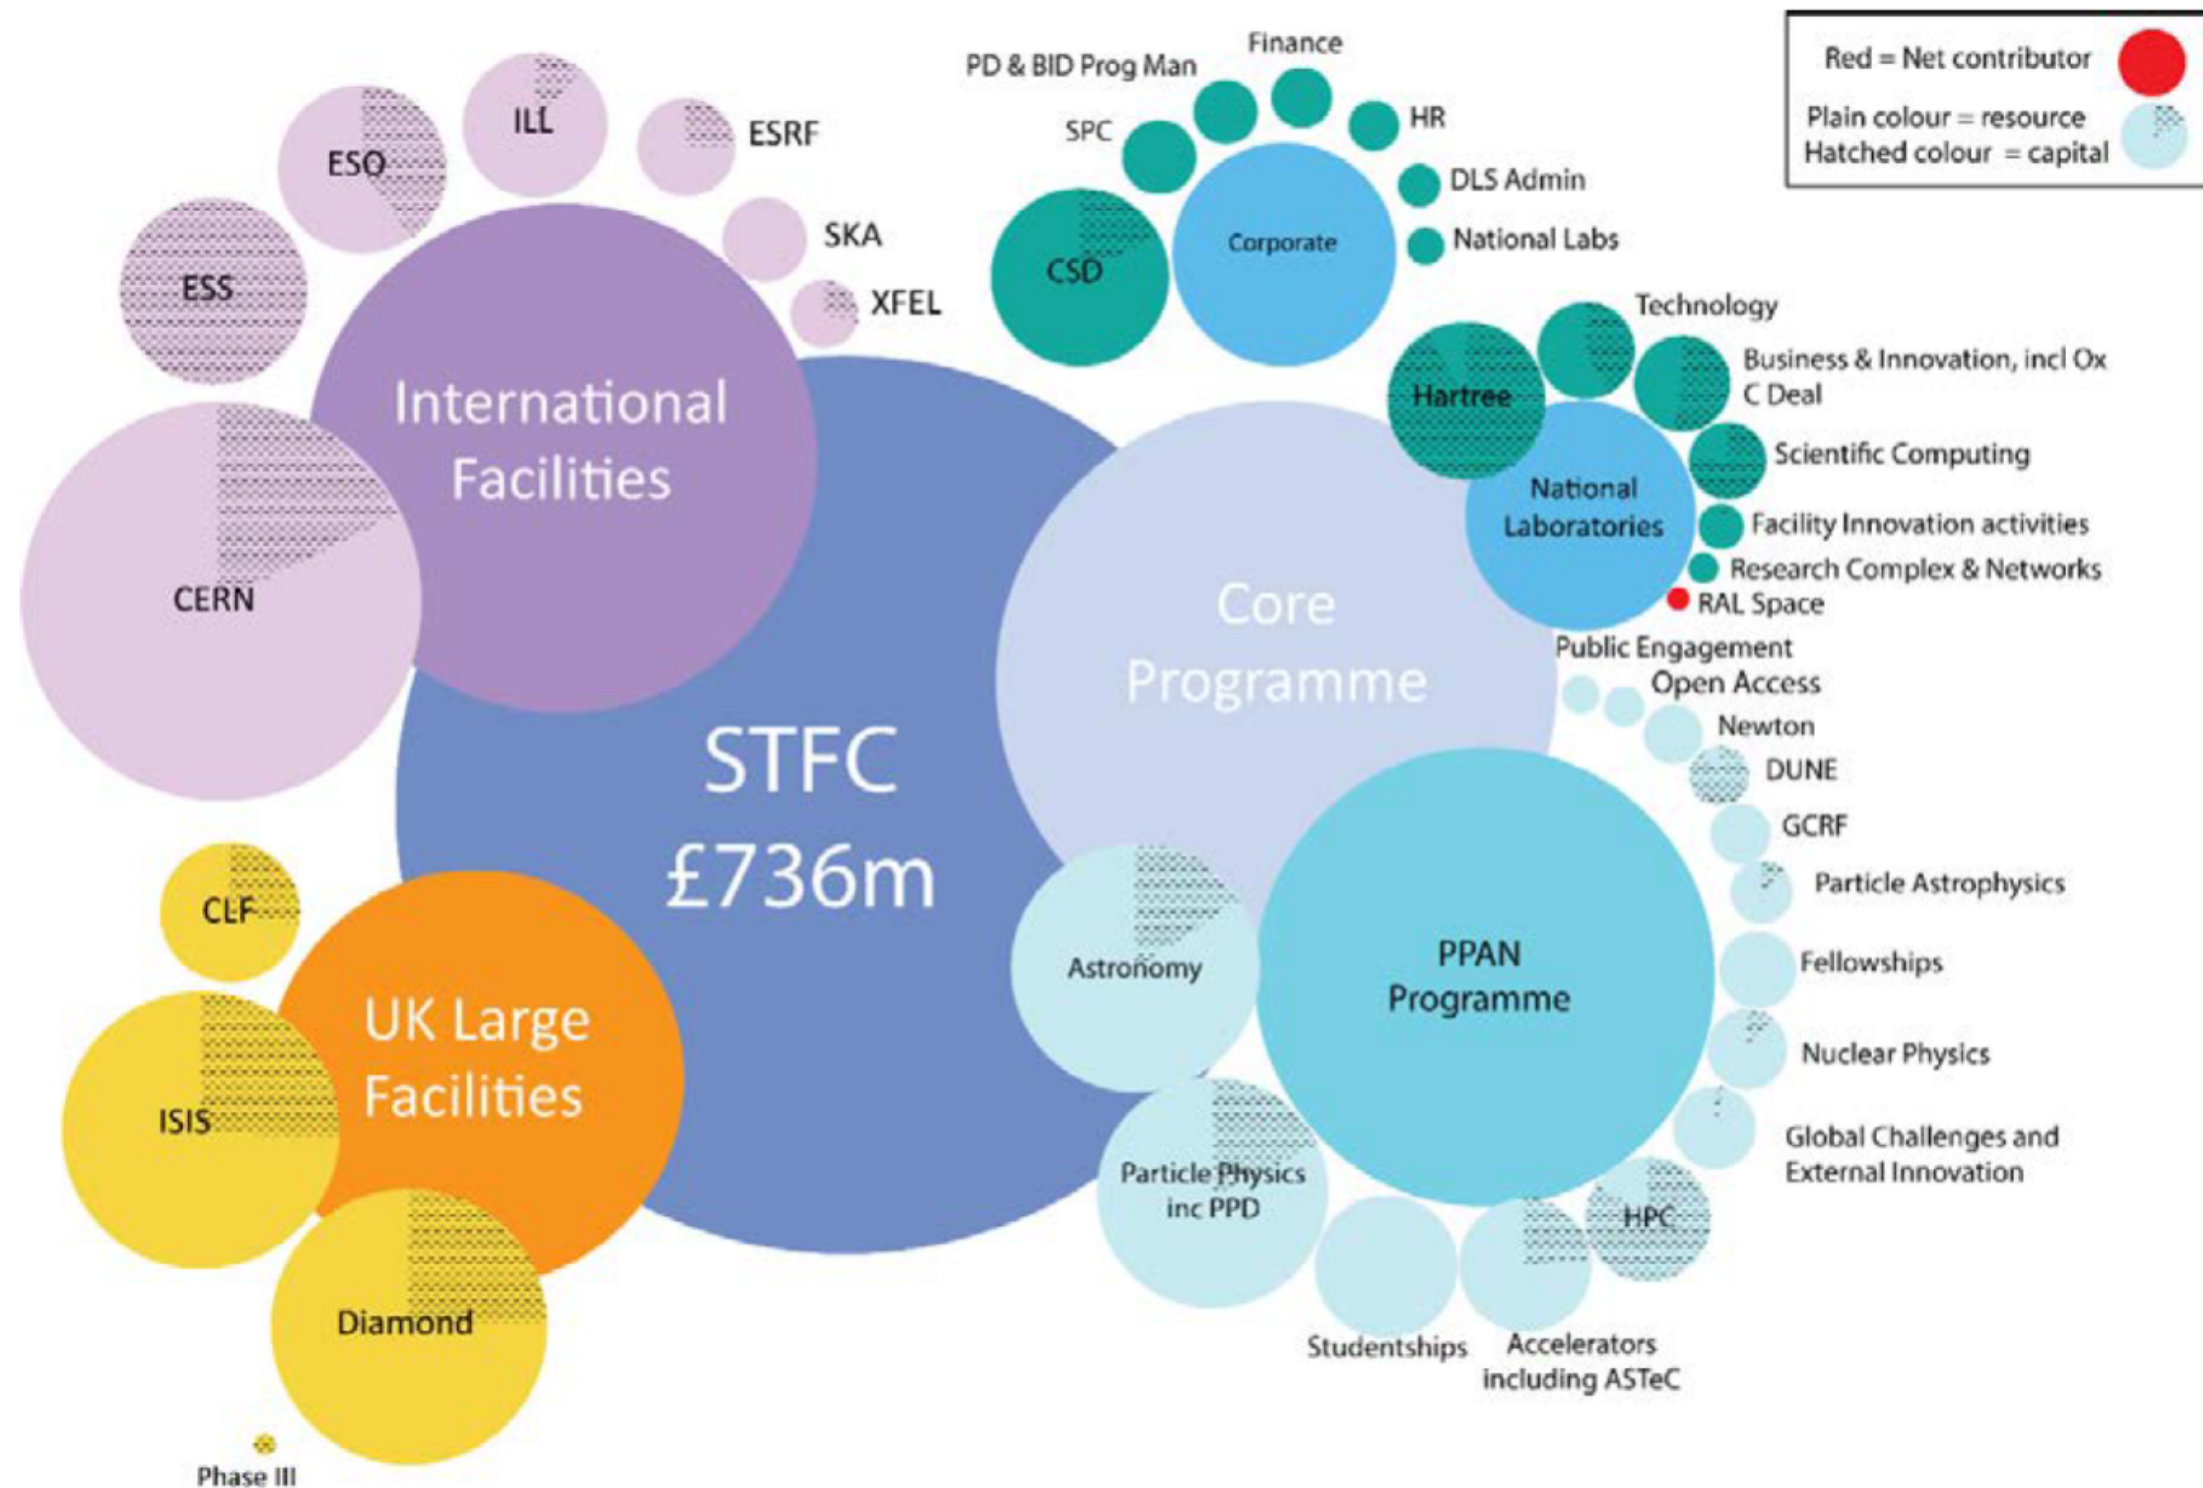 Red = Net contributor
Plain colour = resource
Hatched colour = capital
Finance
PD & BID Prog Man
HR
SPC
DLS Admin
National Labs
Corporate
CSD
ILL
ESRF
ESO
SKA
ESS
XFEL
International
Facilities
CERN
Technology
Business & Innovation, incl Ox
C Deal
Hartree
Scientific Computing
National
Laboratories
Facility Innovation activities
Research Complex & Networks
RAL Space
Core
Programme
Public Engagement
Open Access
Newton
DUNE
GCRF
Particle Astrophysics
Fellowships
Nuclear Physics
Global Challenges and
External Innovation
HPC
STFC
£736m
PPAN
Programme
Astronomy
Particle Physics
inc PPD
Studentships
Accelerators
including ASTeC
CLF
UK Large
Facilities
ISIS
Diamond
Phase III